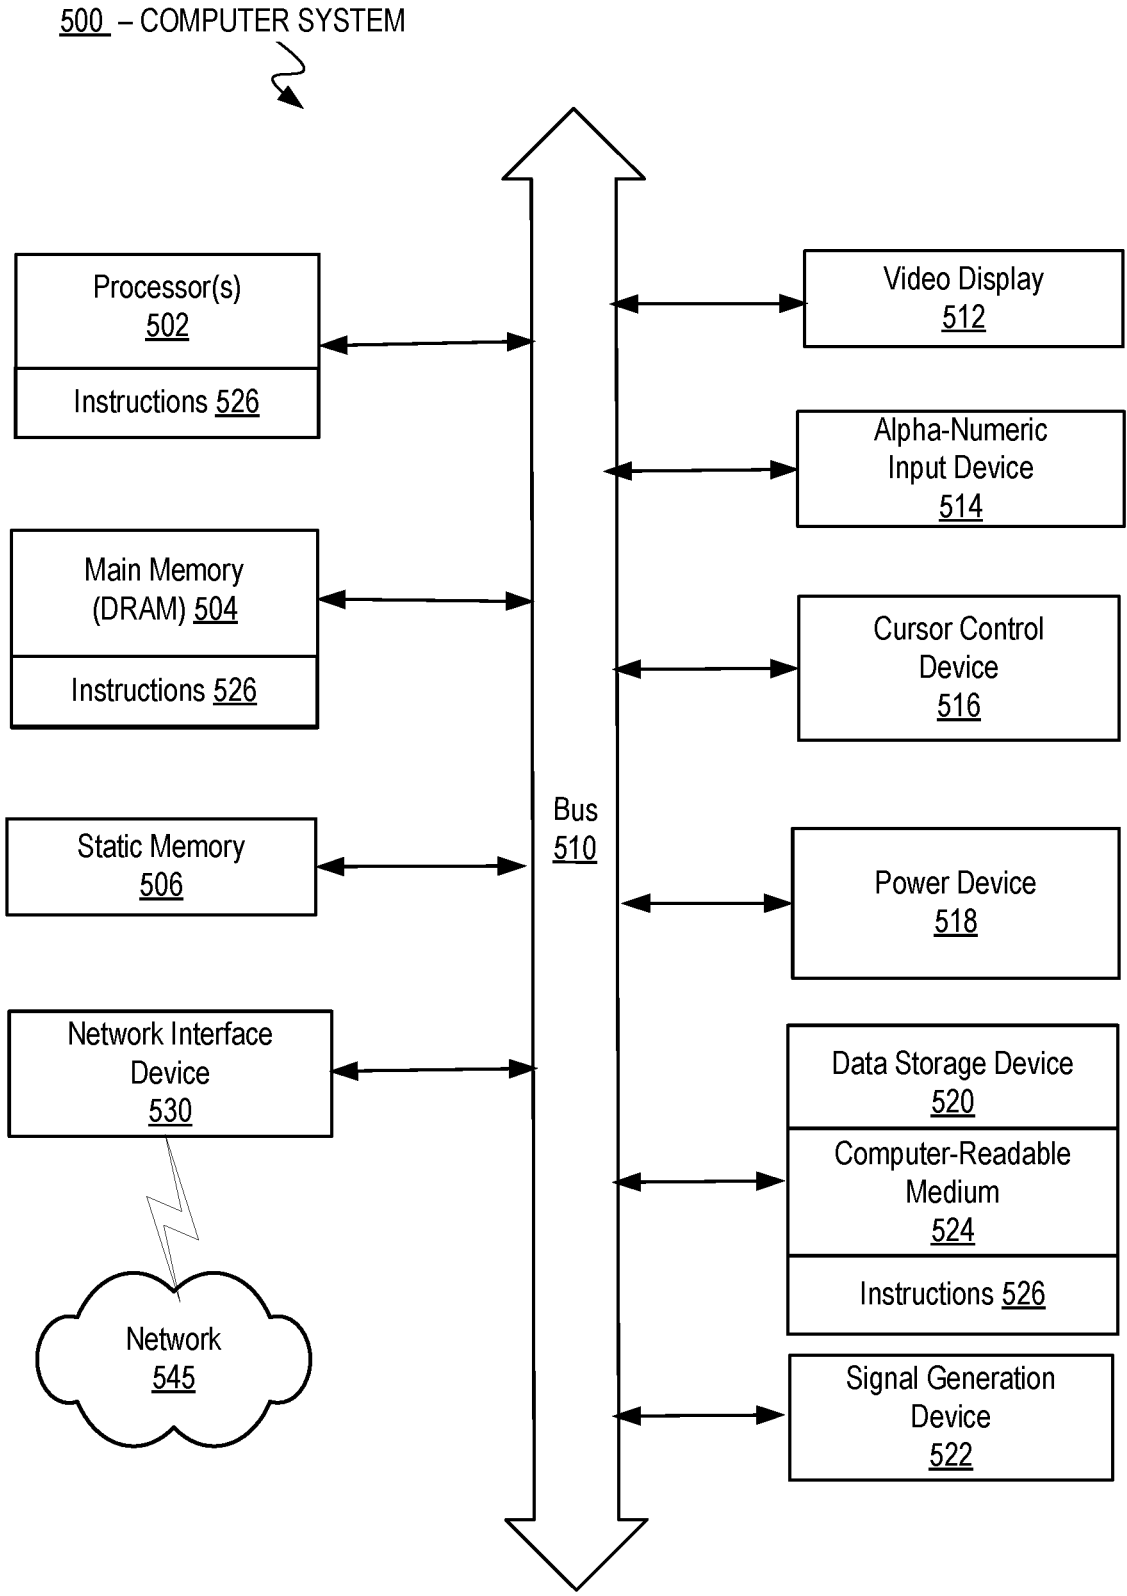 500 – COMPUTER SYSTEM
Processor(s)
502
Instructions 526
Main Memory
(DRAM) 504
Instructions 526
Static Memory
506
Network Interface
Device
530
Network
545
Bus
510
Video Display
512
Alpha-Numeric
Input Device
514
Cursor Control
Device
516
Power Device
518
Data Storage Device
520
Computer-Readable
Medium
524
Instructions 526
Signal Generation
Device
522